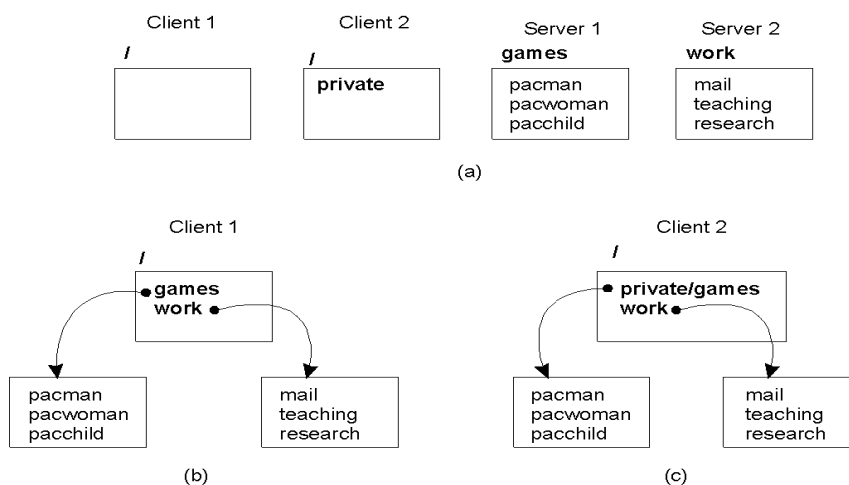 Client 1
Client 2
Server 1
Server 2
/
/
games
work
private
pacman
pacwoman
pacchild
mail
teaching
research
(a)
Client 1
/
games
work
pacman
pacwoman
pacchild
mail
teaching
research
(b)
Client 2
/
private/games
work
pacman
pacwoman
pacchild
mail
teaching
research
(c)